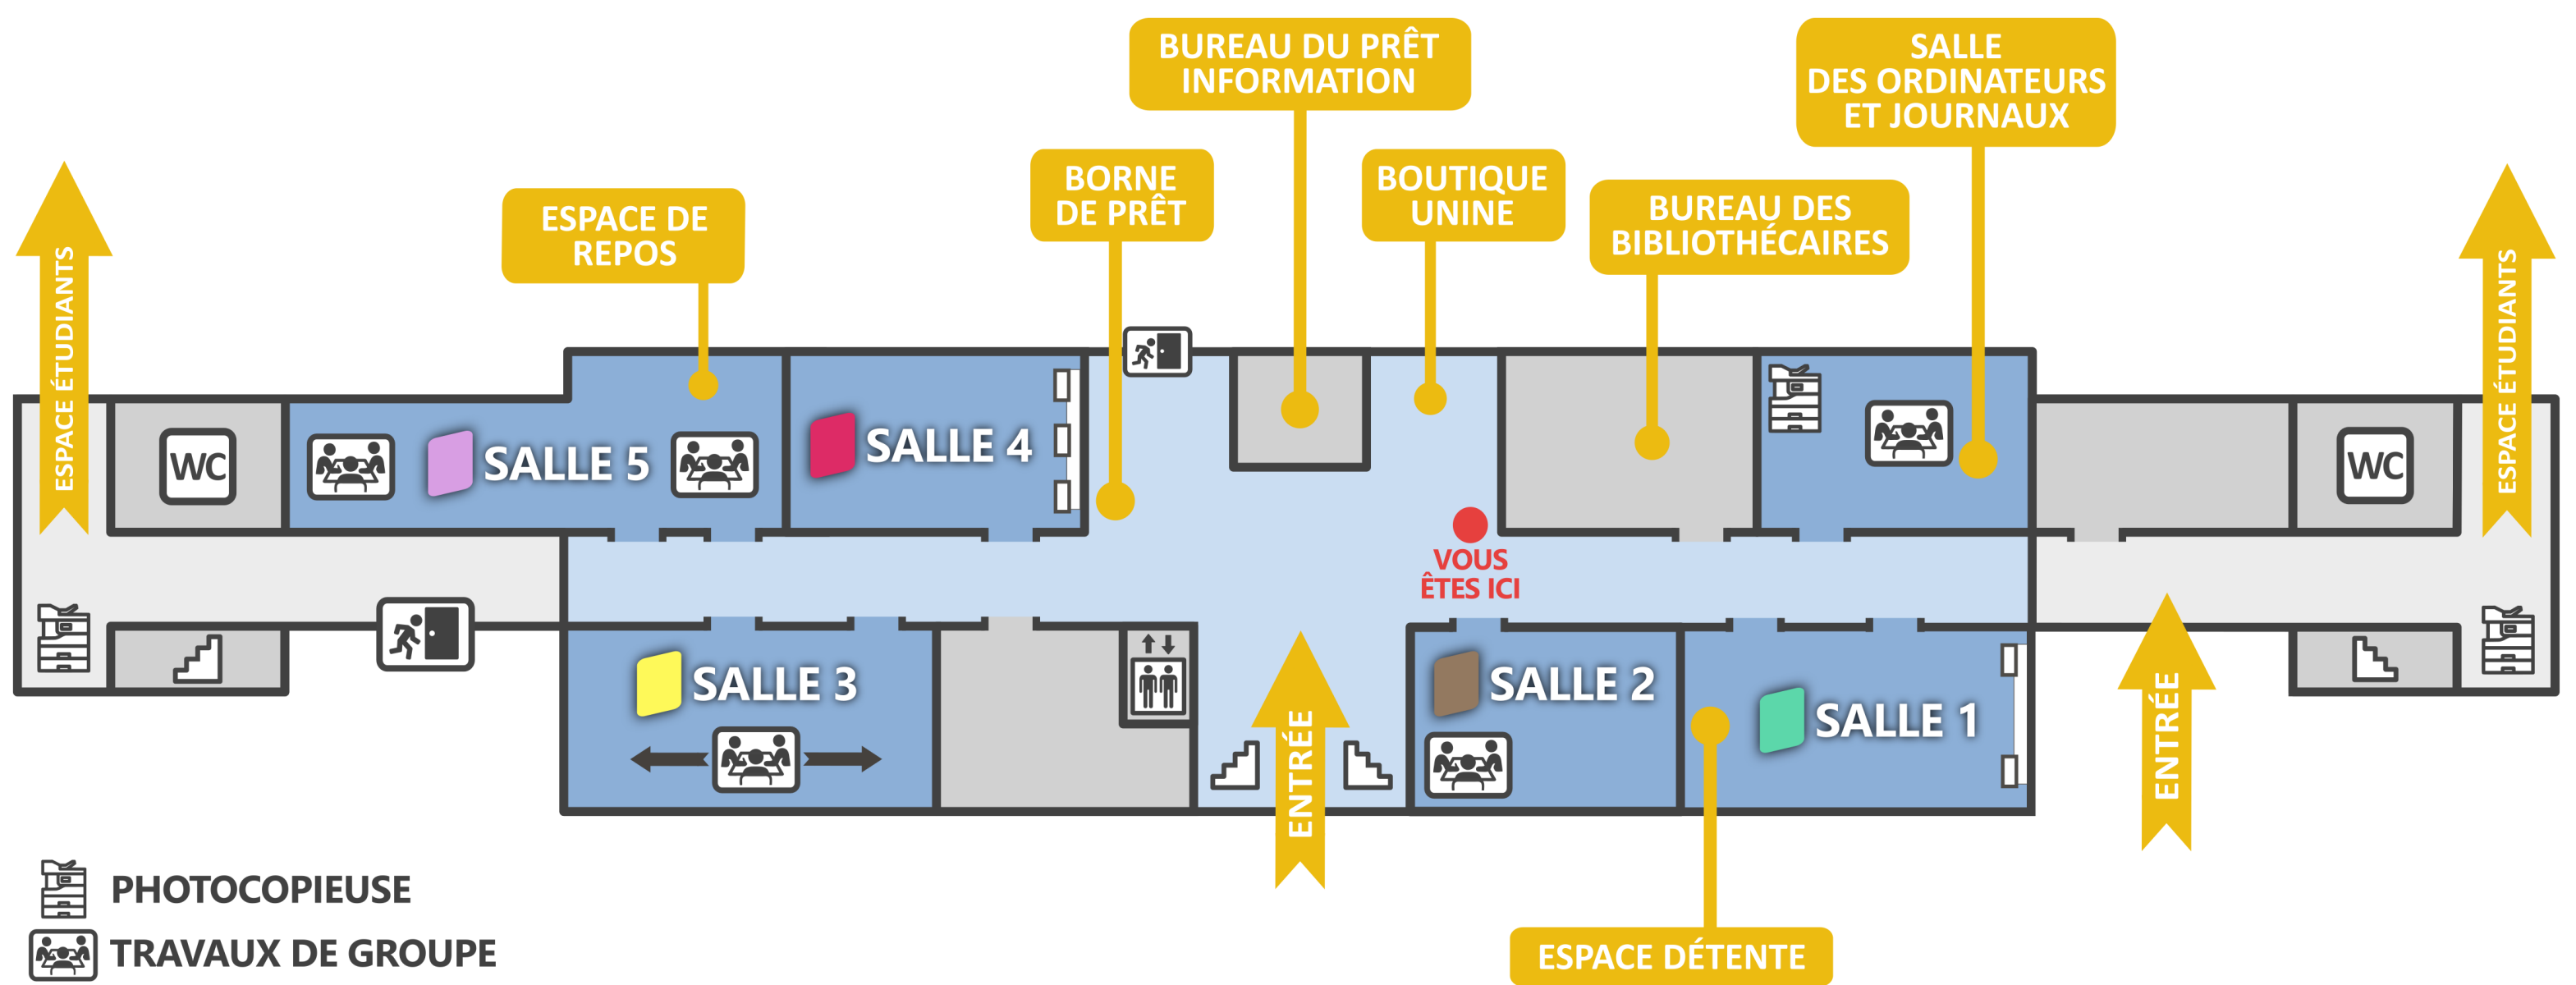 BUREAU DU PRÊT
INFORMATION
SALLE
DES ORDINATEURS
ET JOURNAUX
BORNE
DE PRÊT
BOUTIQUE
UNINE
BUREAU DES
BIBLIOTHÉCAIRES
ESPACE DE
REPOS
ESPACE ÉTUDIANTS
ESPACE ÉTUDIANTS
WC
SALLE 5
SALLE 4
WC
VOUS
ÊTES ICI
SALLE 3
SALLE 2
SALLE 1
ENTRÉE
ENTRÉE
PHOTOCOPIEUSE
TRAVAUX DE GROUPE
ESPACE DÉTENTE